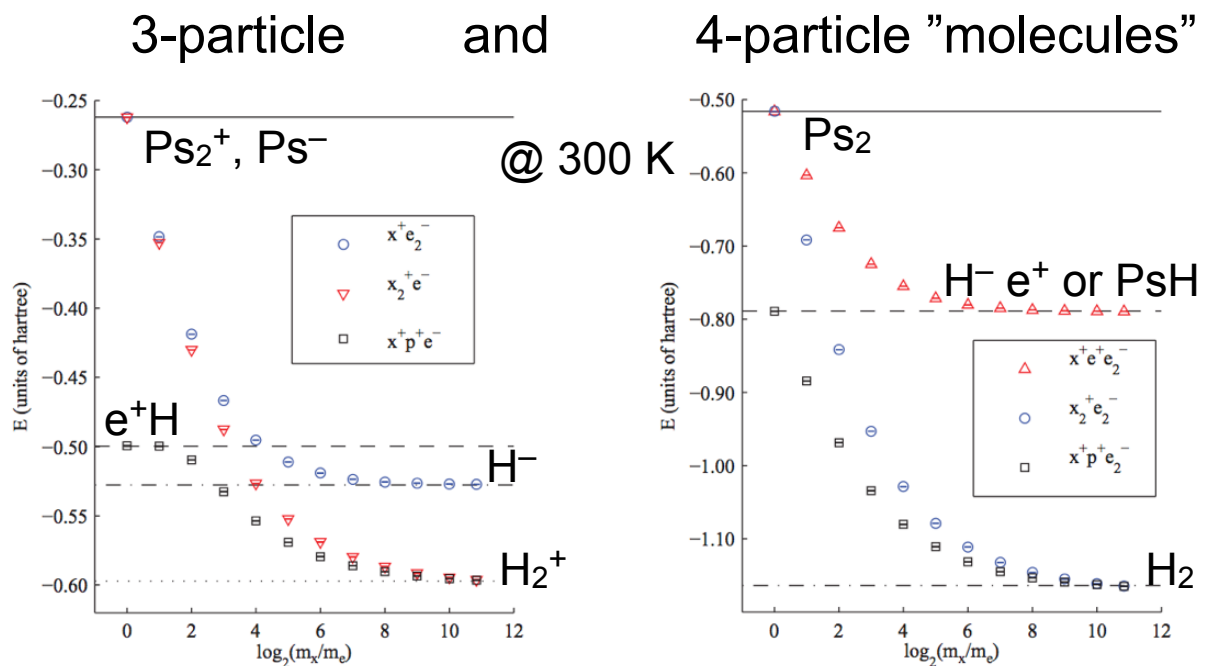 3-particle and 4-particle ”molecules”
@ 300 K
E (units of hartree)
−0.25
−0.30
−0.35
−0.40
−0.45
−0.50
−0.55
−0.60
Ps₂⁺, Ps⁻
x⁺e₂⁻
x₂⁺e⁻
x⁺p⁺e⁻
e⁺H
H⁻
H₂⁺
0 2 4 6 8 10 12
log₂(mₓ/mₑ)
E (units of hartree)
−0.50
−0.60
−0.70
−0.80
−0.90
−1.00
−1.10
Ps₂
H⁻ e⁺ or PsH
x⁺e⁺e₂⁻
x₂⁺e₂⁻
x⁺p⁺e₂⁻
H₂
0 2 4 6 8 10 12
log₂(mₓ/mₑ)